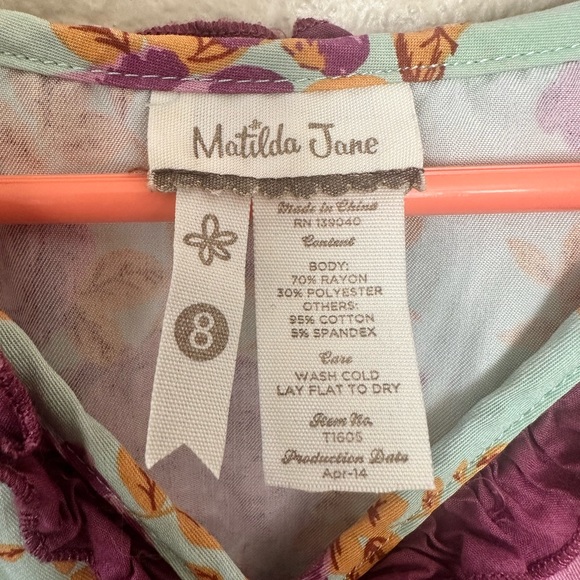 Matilda Jane
8
Made in China
RN 139040
Content
BODY:
70% RAYON
30% POLYESTER
OTHERS:
95% COTTON
5% SPANDEX
Care
WASH COLD
LAY FLAT TO DRY
Item No.
T1605
Production Date
Apr-14